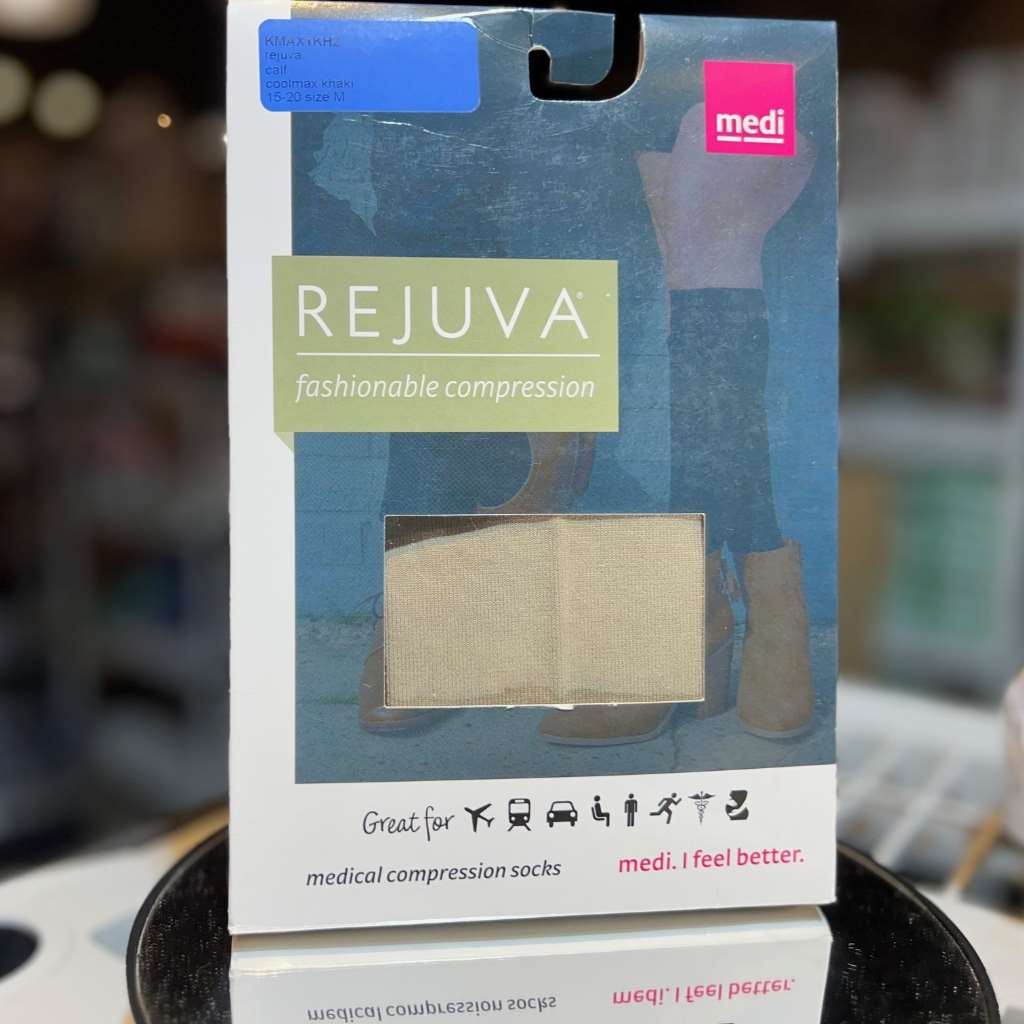 KMAX1KH2
rejuva
calf
coolmax khaki
15-20 size M
medi
REJUVA®
fashionable compression
Great for
medical compression socks
medi. I feel better.
medical compression socks
medi. I feel better.